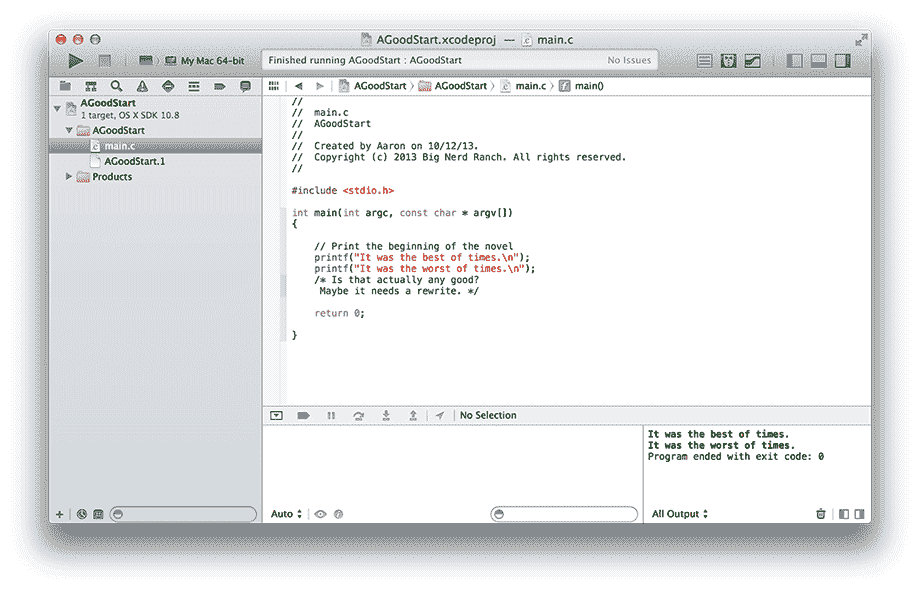 AGoodStart.xcodeproj — main.c
My Mac 64-bit
Finished running AGoodStart : AGoodStart
No Issues
AGoodStart
1 target, OS X SDK 10.8
AGoodStart
main.c
AGoodStart.1
Products
AGoodStart 〉 AGoodStart 〉 main.c 〉 main()
//
//  main.c
//  AGoodStart
//
//  Created by Aaron on 10/12/13.
//  Copyright (c) 2013 Big Nerd Ranch. All rights reserved.
//
#include <stdio.h>
int main(int argc, const char * argv[])
{
// Print the beginning of the novel
printf("It was the best of times.\n");
printf("It was the worst of times.\n");
/* Is that actually any good?
Maybe it needs a rewrite. */
return 0;
}
No Selection
It was the best of times.
It was the worst of times.
Program ended with exit code: 0
Auto
All Output